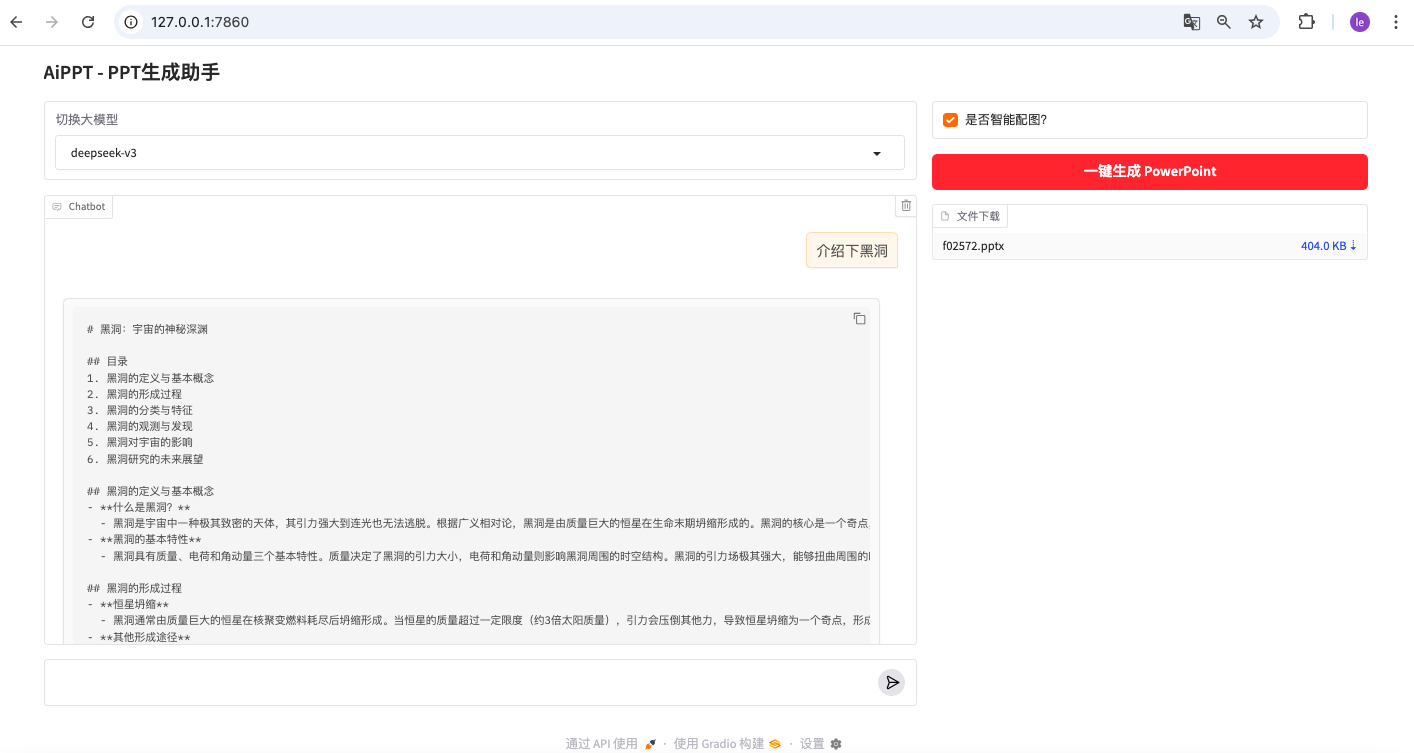 127.0.0.1:7860
le
AiPPT - PPT生成助手
切换大模型
deepseek-v3
是否智能配图?
一键生成 PowerPoint
文件下载
f02572.pptx
404.0 KB ⇣
Chatbot
介绍下黑洞
# 黑洞：宇宙的神秘深渊
## 目录
1. 黑洞的定义与基本概念
2. 黑洞的形成过程
3. 黑洞的分类与特征
4. 黑洞的观测与发现
5. 黑洞对宇宙的影响
6. 黑洞研究的未来展望
## 黑洞的定义与基本概念
- **什么是黑洞？**
- 黑洞是宇宙中一种极其致密的天体，其引力强大到连光也无法逃脱。根据广义相对论，黑洞是由质量巨大的恒星在生命末期坍缩形成的。黑洞的核心是一个奇点，
- **黑洞的基本特性**
- 黑洞具有质量、电荷和角动量三个基本特性。质量决定了黑洞的引力大小，电荷和角动量则影响黑洞周围的时空结构。黑洞的引力场极其强大，能够扭曲周围的
## 黑洞的形成过程
- **恒星坍缩**
- 黑洞通常由质量巨大的恒星在核聚变燃料耗尽后坍缩形成。当恒星的质量超过一定限度（约3倍太阳质量），引力会压倒其他力，导致恒星坍缩为一个奇点，形成
- **其他形成途径**
通过 API 使用 🚀 · 使用 Gradio 构建 · 设置 ⚙